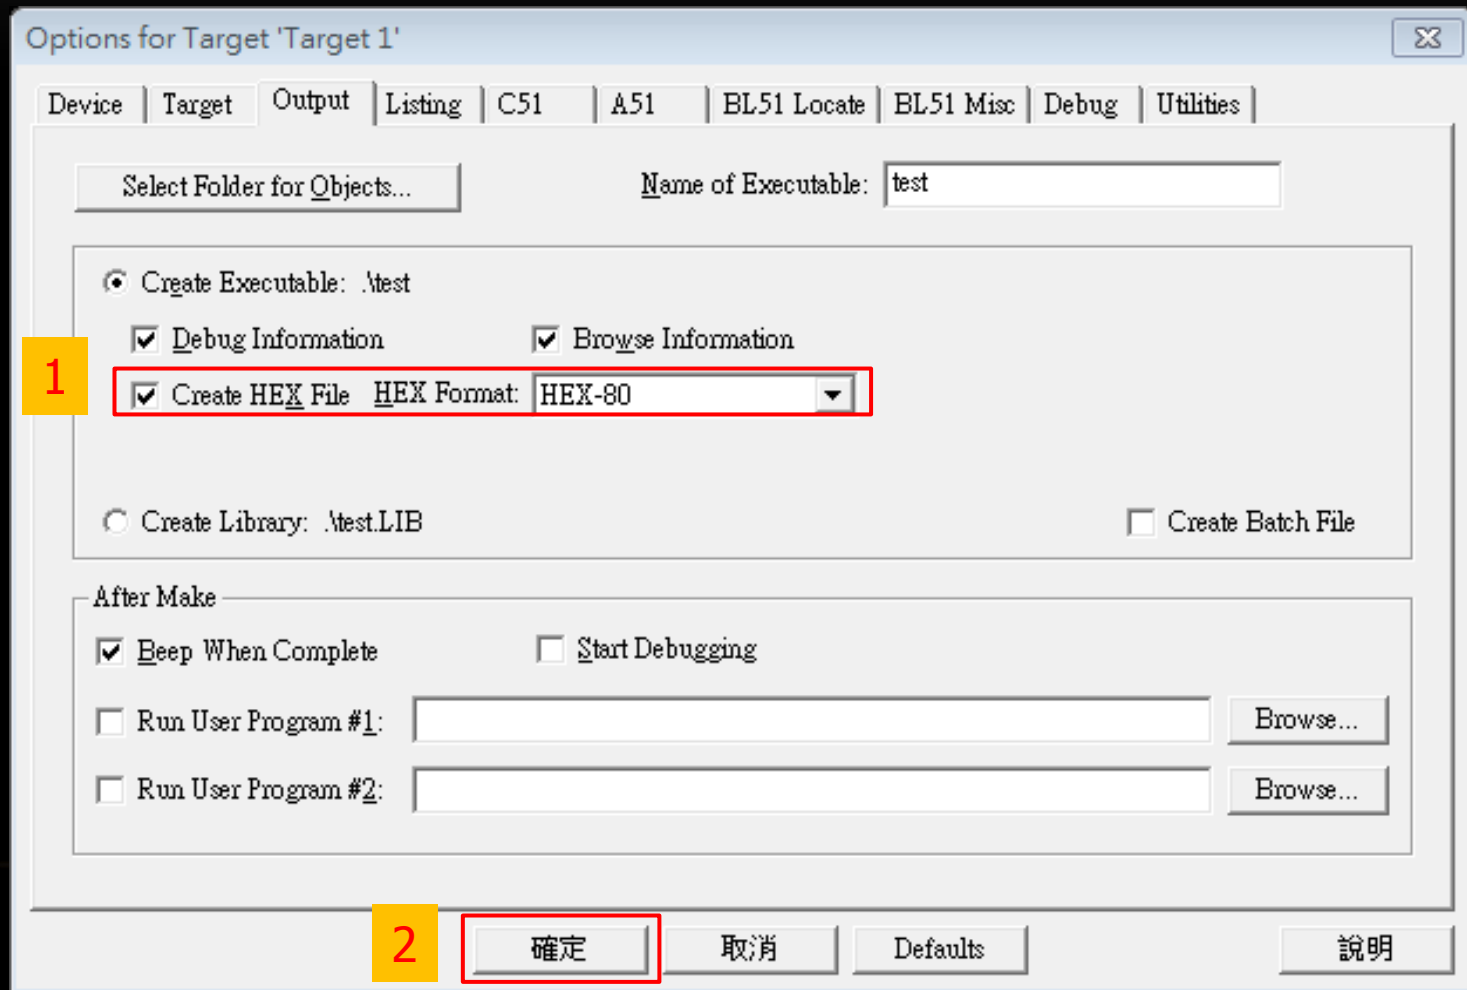 Options for Target 'Target 1'
Device Target Output Listing C51 A51 BL51 Locate BL51 Misc Debug Utilities
Select Folder for Objects... Name of Executable: test
Create Executable: .\test
Debug Information Browse Information
1
Create HEX File HEX Format: HEX-80
Create Library: .\test.LIB Create Batch File
After Make
Beep When Complete Start Debugging
Run User Program #1: Browse...
Run User Program #2: Browse...
2 確定 取消 Defaults 說明